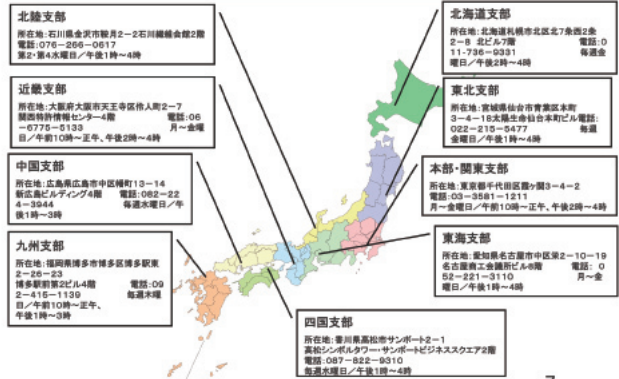 北陸支部
所在地:石川県金沢市鞍月2-2石川繊維会館2階
電話:076-266-0617
第2・第4水曜日/午後1時~4時
近畿支部
所在地:大阪府大阪市天王寺区伶人町2-7
関西特許情報センター4階 電話:06
-6775-5133 月~金曜
日/午前10時~正午、午後2時~4時
中国支部
所在地:広島県広島市中区幟町13-14
新広島ビルディング4階 電話:082-22
4-3944 毎週水曜日/午
後1時~3時
九州支部
所在地:福岡県博多市博多区博多駅東
2-26-23
博多駅前第2ビル4階 電話:09
2-415-1139 毎週木曜
日/午前10時~正午、
午後1時~3時
北海道支部
所在地:北海道札幌市北区北7条西2条
2-8 北ビル7階 電話:0
11-736-9331 毎週金
曜日/午後2時~4時
東北支部
所在地:宮城県仙台市青葉区本町
3-4-18太陽生命仙台本町ビル電話:
022-215-5477 毎週
金曜日/午後1時~4時
本部・関東支部
所在地:東京都千代田区霞ヶ関3-4-2
電話:03-3581-1211
月~金曜日/午前10時~正午、午後2時~4時
東海支部
所在地:愛知県名古屋市中区栄2-10-19
名古屋商工会議所ビル8階 電話: 0
52-221-3110 月~金
曜日/午後1時~4時
四国支部
所在地:香川県高松市サンポート2-1
高松シンボルタワー・サンポートビジネススクエア2階
電話:087-822-9310
毎週水曜日/午後1時~4時